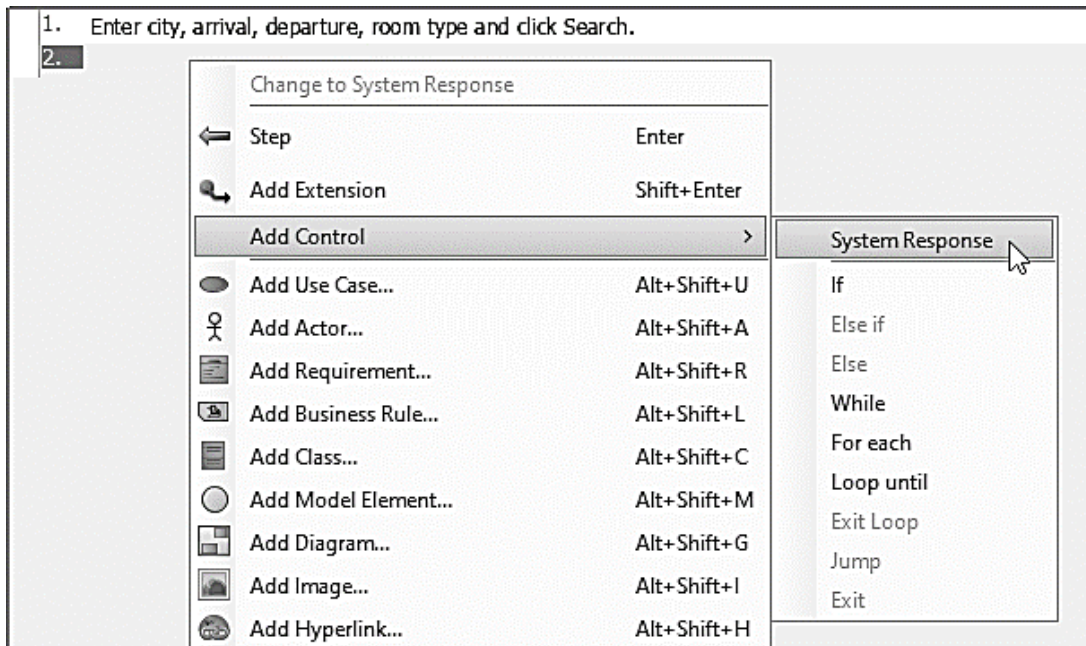 1. Enter city, arrival, departure, room type and click Search.
2.
Change to System Response
Step Enter
Add Extension Shift+Enter
Add Control >
System Response
If
Else if
Else
While
For each
Loop until
Exit Loop
Jump
Exit
Add Use Case... Alt+Shift+U
Add Actor... Alt+Shift+A
Add Requirement... Alt+Shift+R
Add Business Rule... Alt+Shift+L
Add Class... Alt+Shift+C
Add Model Element... Alt+Shift+M
Add Diagram... Alt+Shift+G
Add Image... Alt+Shift+I
Add Hyperlink... Alt+Shift+H